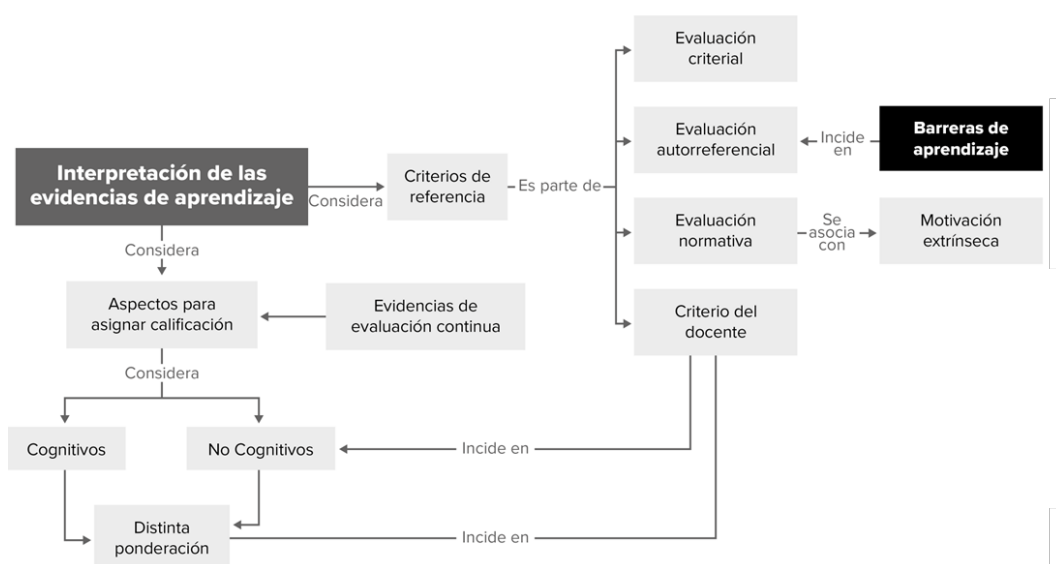 Evaluación
criterial
Evaluación
autorreferencial
Incide
en
Barreras de
aprendizaje
Interpretación de las
evidencias de aprendizaje
Considera
Criterios de
referencia
Es parte de
Evaluación
normativa
Se
asocia
con
Motivación
extrínseca
Considera
Aspectos para
asignar calificación
Evidencias de
evaluación continua
Criterio del
docente
Considera
Cognitivos
No Cognitivos
Incide en
Distinta
ponderación
Incide en